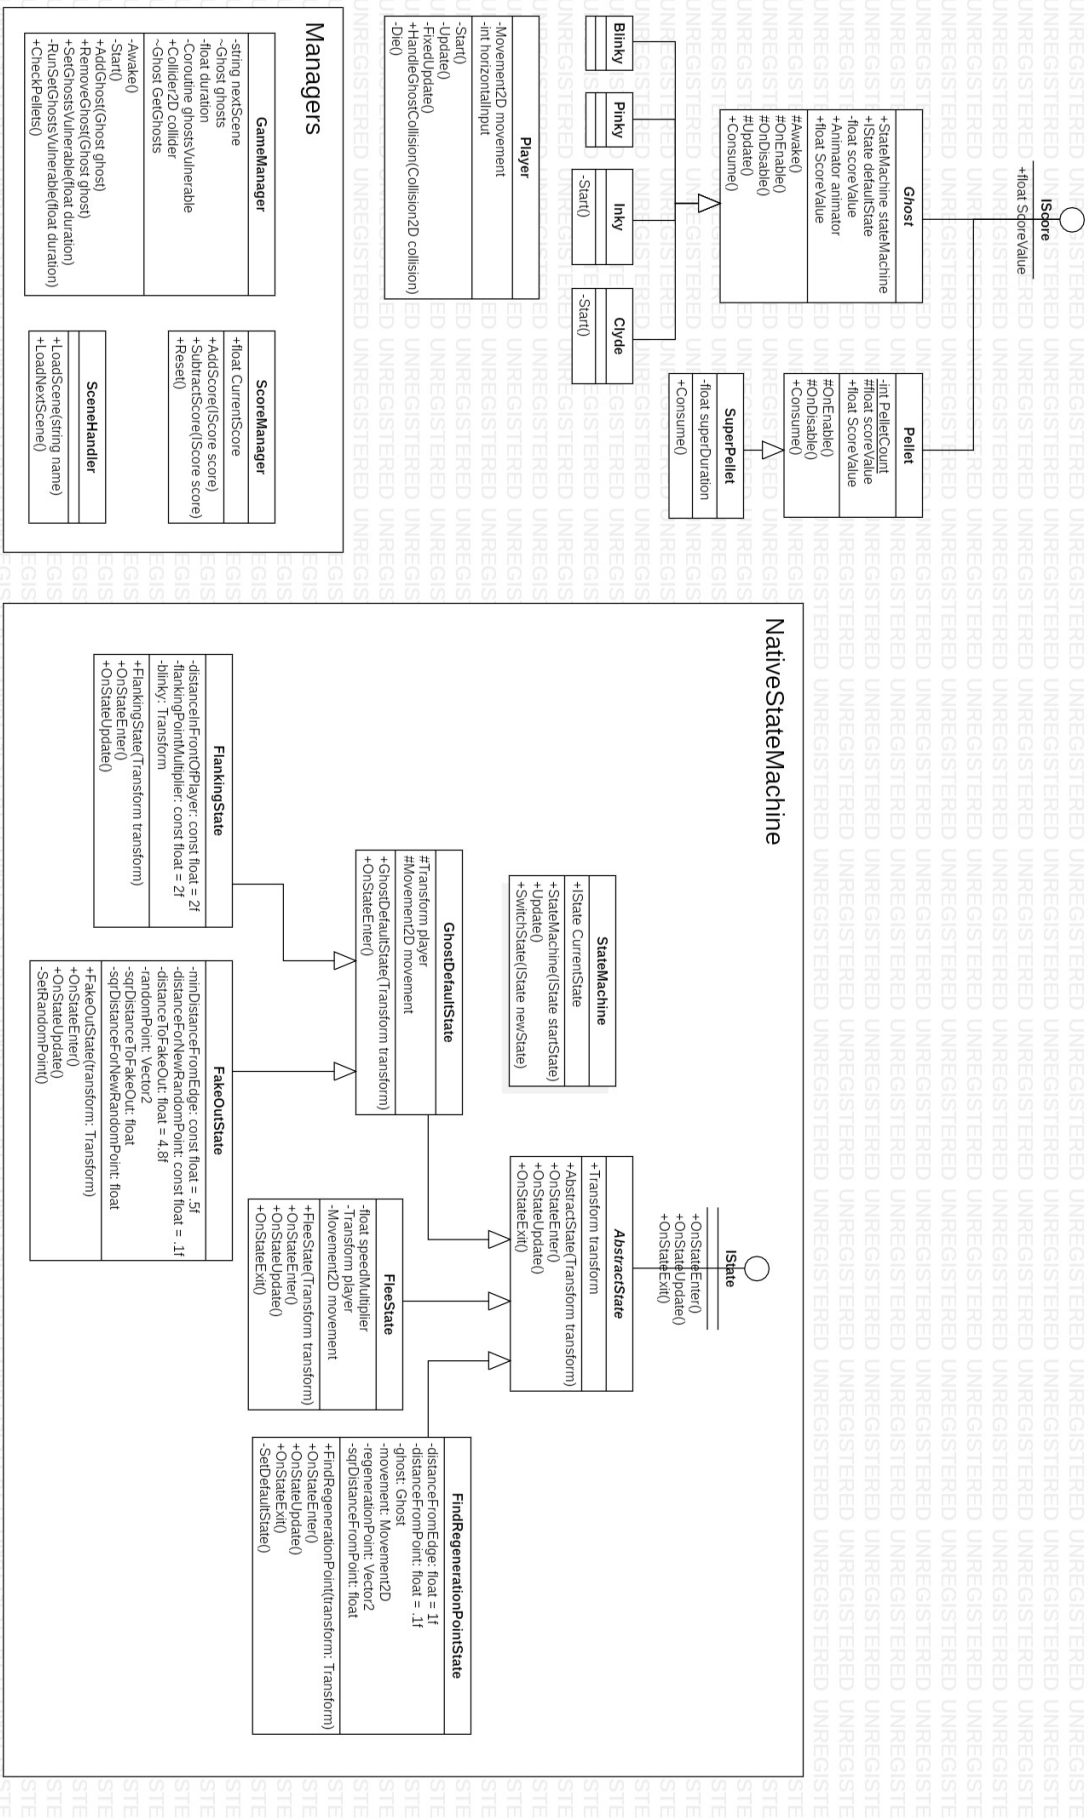 IScore
+float ScoreValue
Ghost
+StateMachine stateMachine
+IState defaultState
-float scoreValue
+Animator animator
+float ScoreValue
#Awake()
#OnEnable()
#OnDisable()
#Update()
+Consume()
Pellet
-int PelletCount
#float scoreValue
+float ScoreValue
#OnEnable()
#OnDisable()
+Consume()
SuperPellet
-float superDuration
+Consume()
Blinky
Pinky
Inky
-Start()
Clyde
-Start()
Player
-Movement2D movement
-int horizontalInput
-Start()
-Update()
-FixedUpdate()
+HandleGhostCollision(Collision2D collision)
-Die()
Managers
GameManager
-string nextScene
~Ghost ghosts
-float duration
-Coroutine ghostsVulnerable
+Collider2D collider
~Ghost GetGhosts
-Awake()
-Start()
+AddGhost(Ghost ghost)
+RemoveGhost(Ghost ghost)
+SetGhostsVulnerable(float duration)
-RunSetGhostsVulnerable(float duration)
+CheckPellets()
ScoreManager
+float CurrentScore
+AddScore(IScore score)
+SubtractScore(IScore score)
+Reset()
SceneHandler
+LoadScene(string name)
+LoadNextScene()
NativeStateMachine
IState
+OnStateEnter()
+OnStateUpdate()
+OnStateExit()
StateMachine
+IState CurrentState
+StateMachine(IState startState)
+Update()
+SwitchState(IState newState)
AbstractState
+Transform transform
+AbstractState(Transform transform)
+OnStateEnter()
+OnStateUpdate()
+OnStateExit()
GhostDefaultState
#Transform player
#Movement2D movement
+GhostDefaultState(Transform transform)
+OnStateEnter()
FleeState
-float speedMultiplier
-Transform player
-Movement2D movement
+FleeState(Transform transform)
+OnStateEnter()
+OnStateUpdate()
+OnStateExit()
FindRegenerationPointState
-distanceFromEdge: float = 1f
-distanceFromPoint: float = .1f
-ghost: Ghost
-movement: Movement2D
-regenerationPoint: Vector2
-sqrDistanceFromPoint: float
+FindRegenerationPoint(transform: Transform)
+OnStateEnter()
+OnStateUpdate()
+OnStateExit()
-SetDefaultState()
FlankingState
-distanceInFrontOfPlayer: const float = 2f
-flankingPointMultiplier: const float = 2f
-blinky: Transform
+FlankingState(Transform transform)
+OnStateEnter()
+OnStateUpdate()
FakeOutState
-minDistanceFromEdge: const float = .5f
-distanceForNewRandomPoint: const float = .1f
-distanceToFakeOut: float = 4.8f
-randomPoint: Vector2
-sqrDistanceToFakeOut: float
-sqrDistanceForNewRandomPoint: float
+FakeOutState(transform: Transform)
+OnStateEnter()
+OnStateUpdate()
-SetRandomPoint()